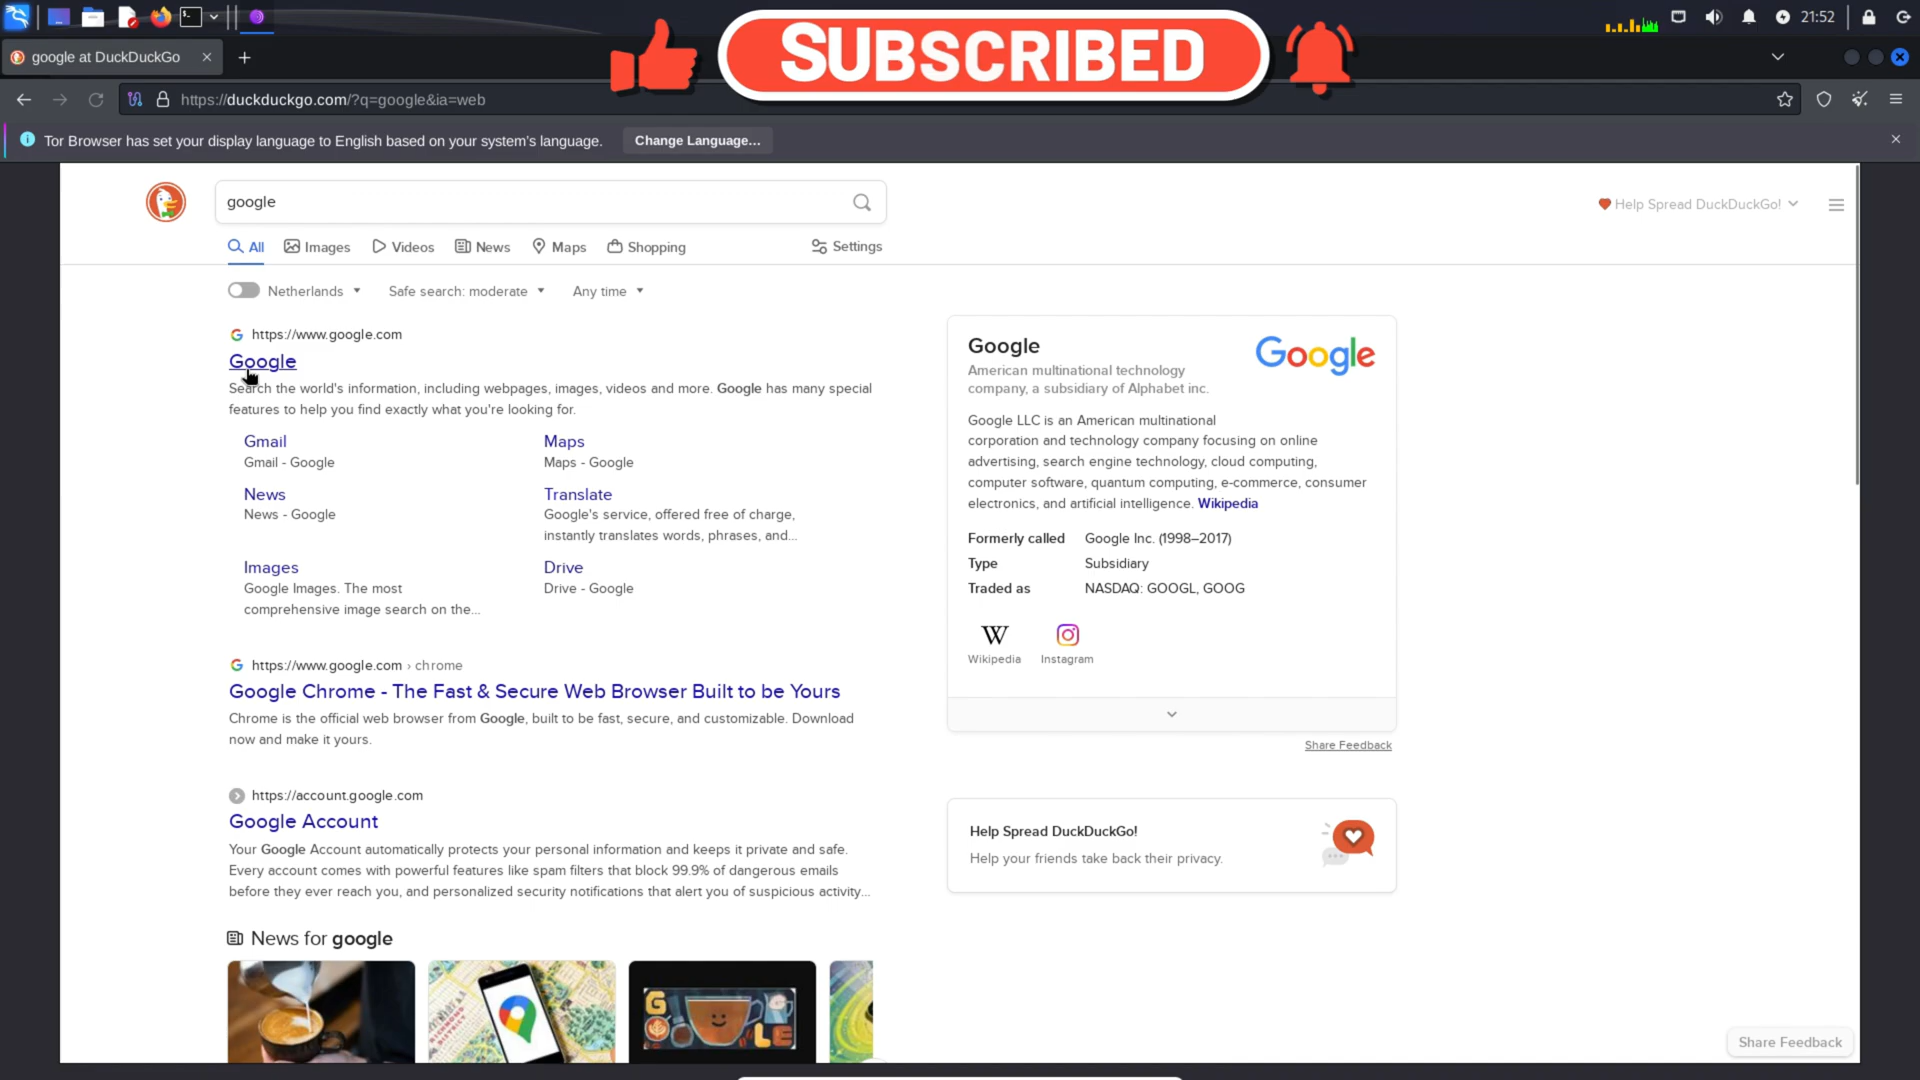 21:52
SUBSCRIBED
google at DuckDuckGo
https://duckduckgo.com/?q=google&ia=web
Tor Browser has set your display language to English based on your system's language.
Change Language...
google
Help Spread DuckDuckGo!
All
Images
Videos
News
Maps
Shopping
Settings
Netherlands
Safe search: moderate
Any time
https://www.google.com
Google
Search the world's information, including webpages, images, videos and more. Google has many special
features to help you find exactly what you're looking for.
Gmail
Gmail - Google
Maps
Maps - Google
News
News - Google
Translate
Google's service, offered free of charge,
instantly translates words, phrases, and...
Images
Google Images. The most
comprehensive image search on the...
Drive
Drive - Google
https://www.google.com › chrome
Google Chrome - The Fast & Secure Web Browser Built to be Yours
Chrome is the official web browser from Google, built to be fast, secure, and customizable. Download
now and make it yours.
https://account.google.com
Google Account
Your Google Account automatically protects your personal information and keeps it private and safe.
Every account comes with powerful features like spam filters that block 99.9% of dangerous emails
before they ever reach you, and personalized security notifications that alert you of suspicious activity...
News for google
Google
Google
American multinational technology
company, a subsidiary of Alphabet inc.
Google LLC is an American multinational
corporation and technology company focusing on online
advertising, search engine technology, cloud computing,
computer software, quantum computing, e-commerce, consumer
electronics, and artificial intelligence. Wikipedia
Formerly called Google Inc. (1998–2017)
Type Subsidiary
Traded as NASDAQ: GOOGL, GOOG
W
Wikipedia
Instagram
Share Feedback
Help Spread DuckDuckGo!
Help your friends take back their privacy.
Share Feedback